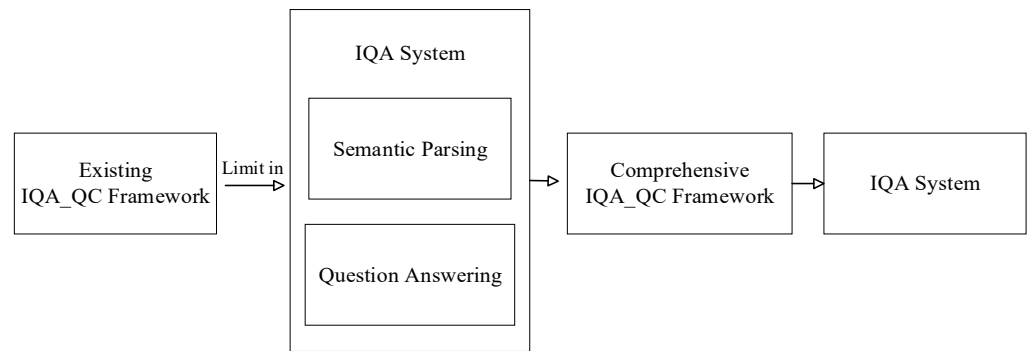 Existing
IQA_QC Framework
Limit in
IQA System
Semantic Parsing
Question Answering
Comprehensive
IQA_QC Framework
IQA System